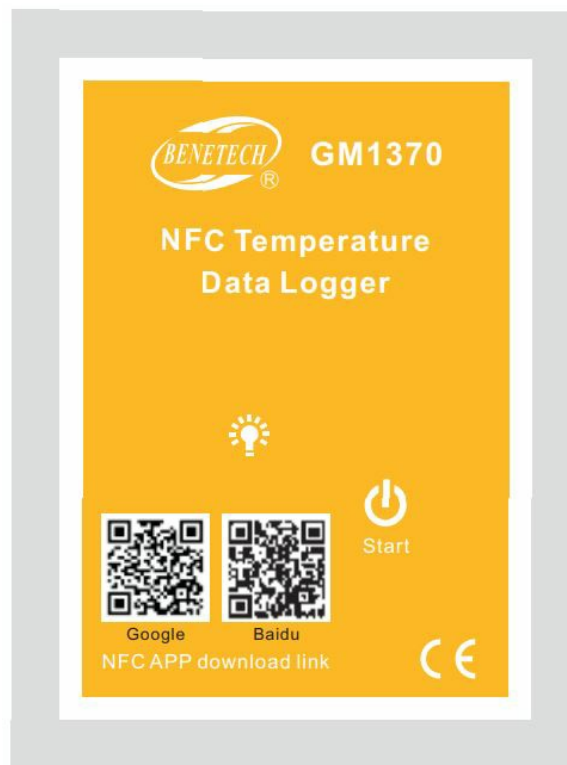 BENETECH
®
GM1370
NFC Temperature
Data Logger
Start
Google
Baidu
NFC APP download link
CE